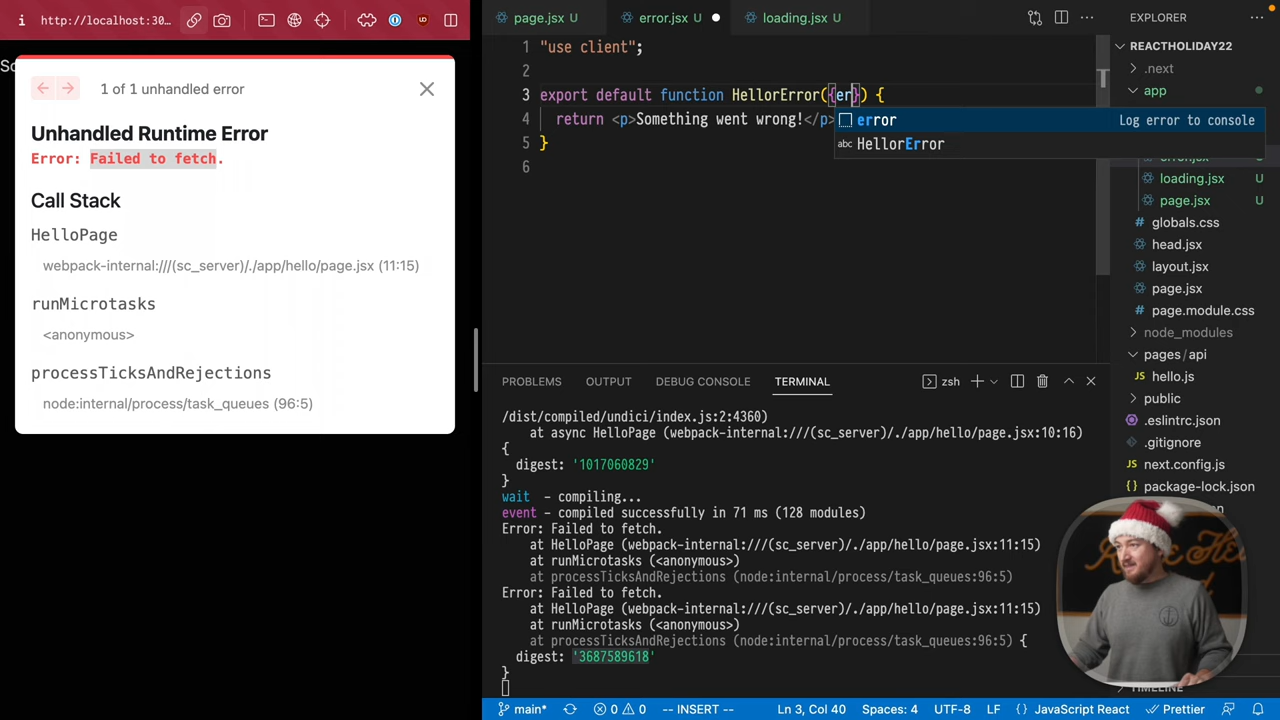 http://localhost:30...
Sc
1 of 1 unhandled error
Unhandled Runtime Error
Error: Failed to fetch.
Call Stack
HelloPage
webpack-internal:///(sc_server)/./app/hello/page.jsx (11:15)
runMicrotasks
<anonymous>
processTicksAndRejections
node:internal/process/task_queues (96:5)
page.jsx U
error.jsx U
loading.jsx U
1 "use client";
2
3 export default function HellorError({er}) {
4 return <p>Something went wrong!</p>
5 }
6
error Log error to console
abc HellorError
PROBLEMS OUTPUT DEBUG CONSOLE TERMINAL zsh
/dist/compiled/undici/index.js:2:4360)
at async HelloPage (webpack-internal:///(sc_server)/./app/hello/page.jsx:10:16)
{
digest: '1017060829'
}
wait - compiling...
event - compiled successfully in 71 ms (128 modules)
Error: Failed to fetch.
at HelloPage (webpack-internal:///(sc_server)/./app/hello/page.jsx:11:15)
at runMicrotasks (<anonymous>)
at processTicksAndRejections (node:internal/process/task_queues:96:5)
Error: Failed to fetch.
at HelloPage (webpack-internal:///(sc_server)/./app/hello/page.jsx:11:15)
at runMicrotasks (<anonymous>)
at processTicksAndRejections (node:internal/process/task_queues:96:5) {
digest: '3687589618'
}
EXPLORER
REACTHOLIDAY22
.next
app
error.jsx U
loading.jsx U
page.jsx U
globals.css
head.jsx
layout.jsx
page.jsx
page.module.css
node_modules
pages/api
JS hello.js
public
.eslintrc.json
.gitignore
JS next.config.js
{} package-lock.json
TIMELINE
main* 0 0 -- INSERT -- Ln 3, Col 40 Spaces: 4 UTF-8 LF {} JavaScript React Prettier